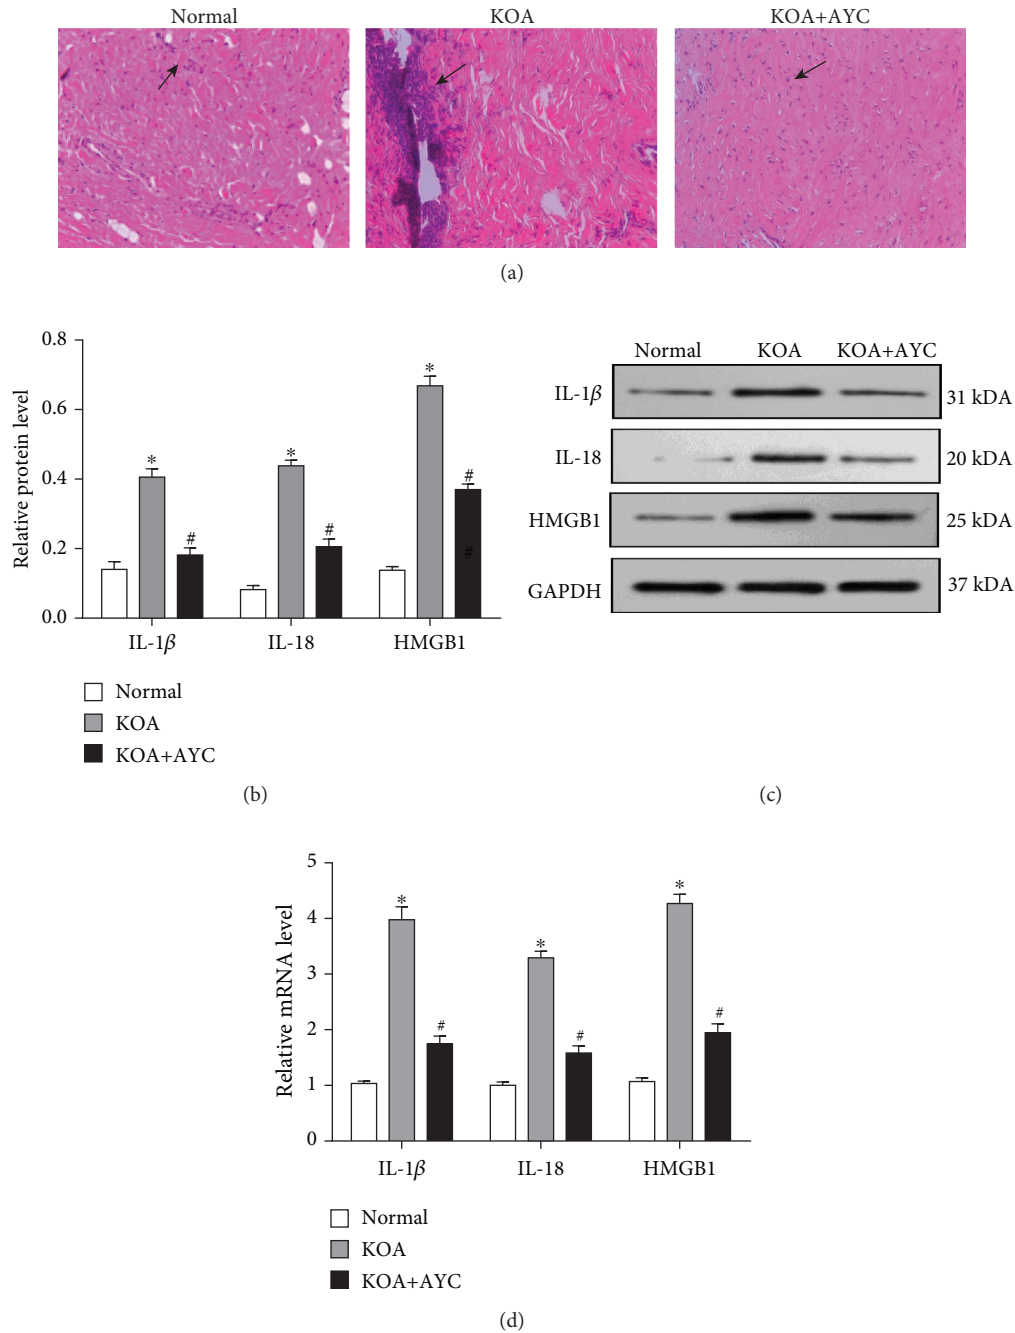 Normal
KOA
KOA+AYC
(a)
Relative protein level
0.8
0.6
0.4
0.2
0.0
*
#
*
#
*
#
#
IL-1β
IL-18
HMGB1
Normal
KOA
KOA+AYC
(b)
Normal
KOA
KOA+AYC
IL-1β
31 kDA
IL-18
20 kDA
HMGB1
25 kDA
GAPDH
37 kDA
(c)
Relative mRNA level
5
4
3
2
1
0
*
#
*
#
*
#
IL-1β
IL-18
HMGB1
Normal
KOA
KOA+AYC
(d)